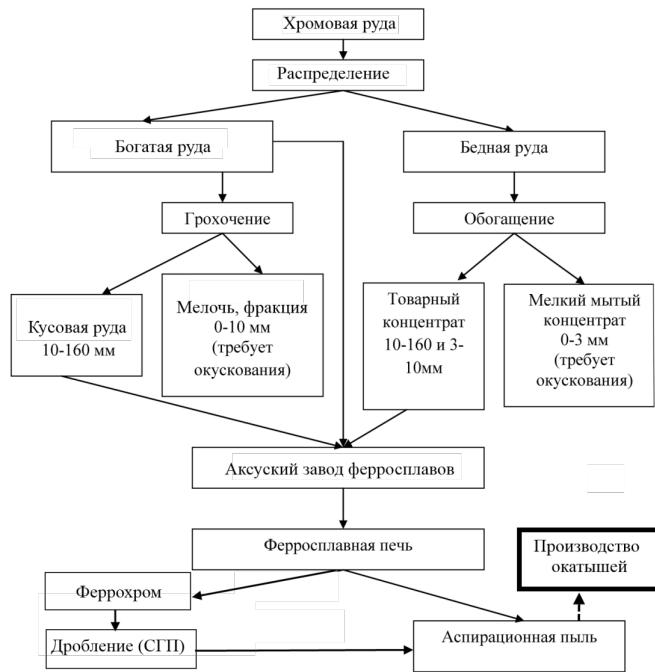 Хромовая руда
Распределение
Богатая руда
Бедная руда
Грохочение
Обогащение
Кусовая руда
10-160 мм
Мелочь, фракция
0-10 мм
(требует
окускования)
Товарный
концентрат
10-160 и 3-
10мм
Мелкий мытый
концентрат
0-3 мм
(требует
окускования)
Аксуский завод ферросплавов
Ферросплавная печь
Производство
окатышей
Феррохром
Дробление (СГП)
Аспирационная пыль